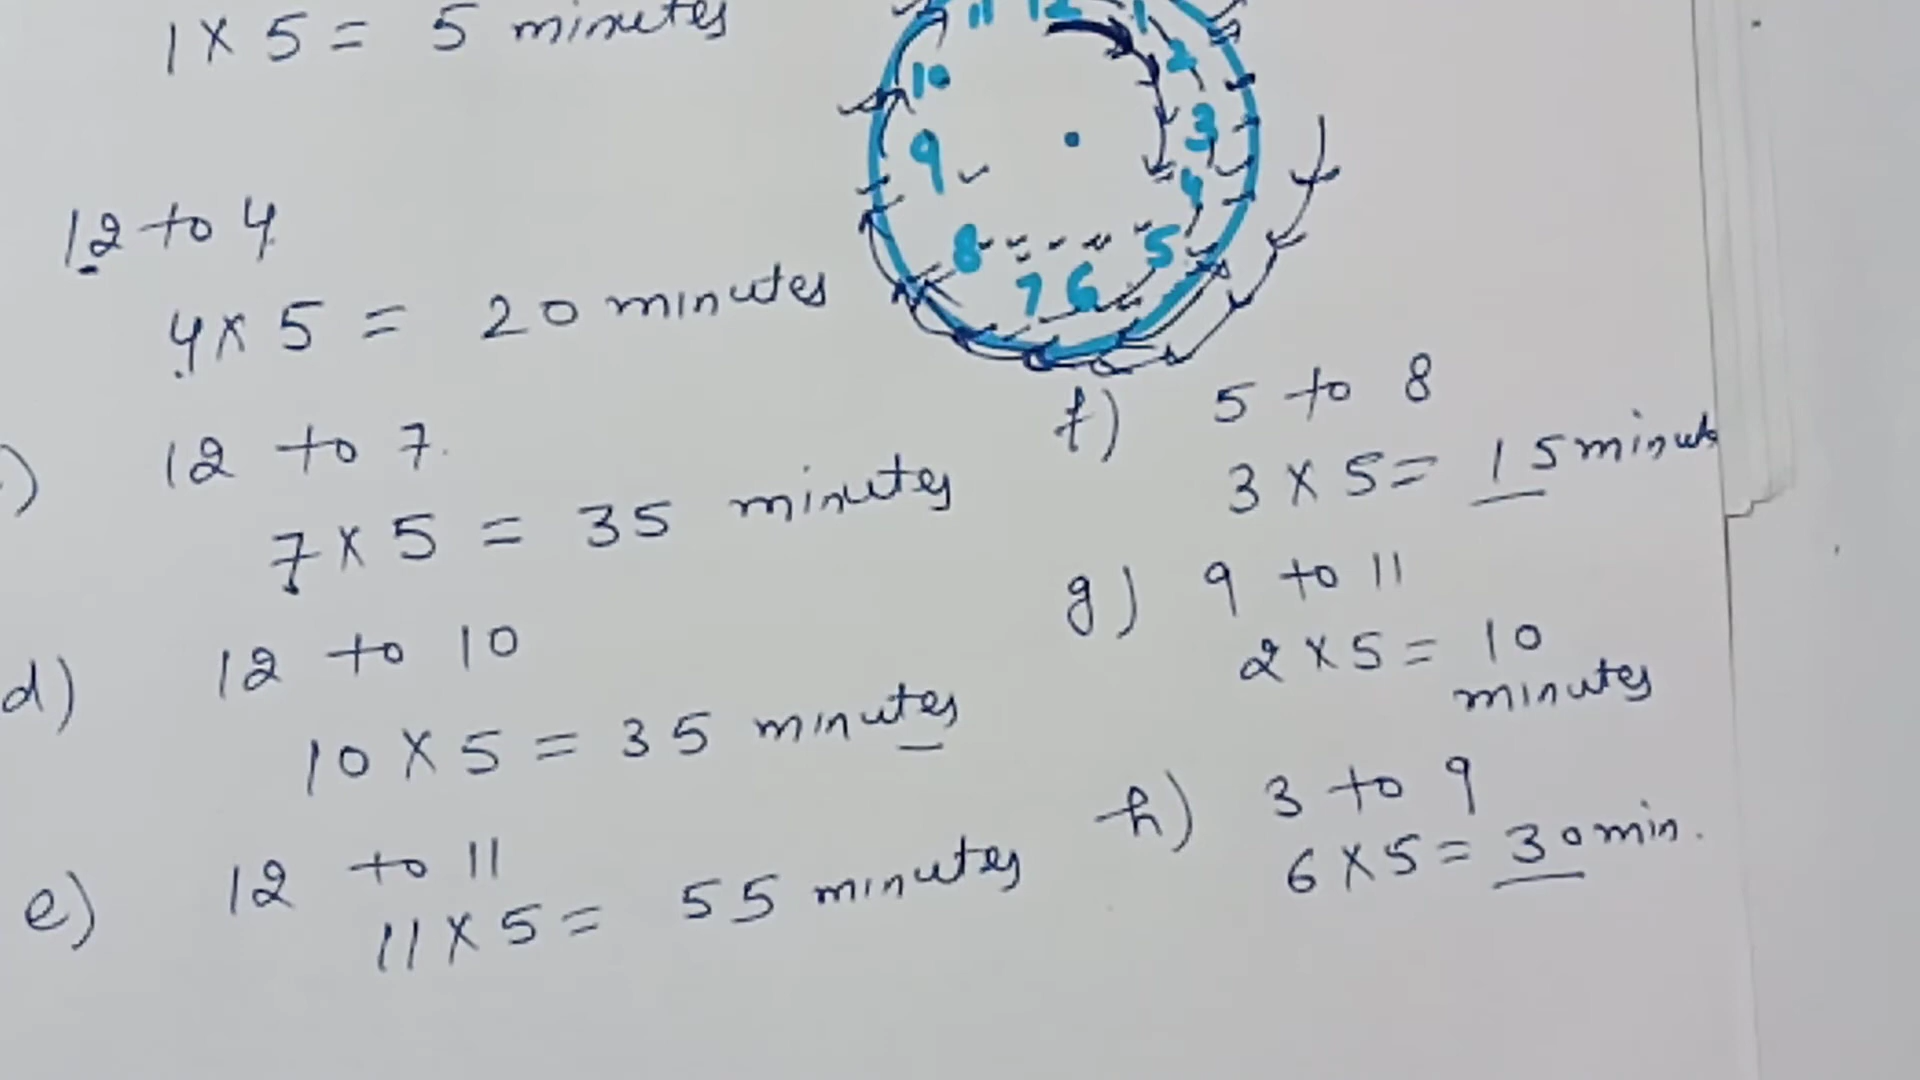 1 × 5 = 5 minutes
11 12 1
10 2
9 3
8 4
7 6 5
12 to 4
4 × 5 = 20 minutes
)
12 to 7
7 × 5 = 35 minutes
d) 12 to 10
10 × 5 = 35 minutes
e) 12 to 11
11 × 5 = 55 minutes
f) 5 to 8
3 × 5 = 15 minut
g) 9 to 11
2 × 5 = 10
minutes
h) 3 to 9
6 × 5 = 30 min.